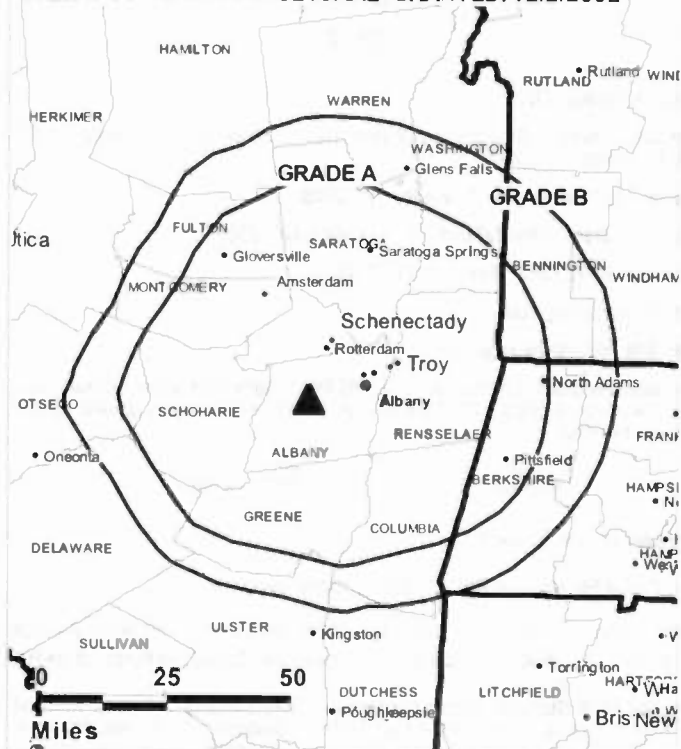 HAMILTON
Rutland
RUTLAND
WARREN
HERKIMER
WASHINGTON
GRADE A
Glens Falls
GRADE B
FULTON
SARATOGA
Saratoga Springs
Gloversville
BENNINGTON
WINDHAM
MONTGOMERY
Amsterdam
Schenectady
Rotterdam
Troy
North Adams
Albany
OTSEGO
SCHOHARIE
RENSSELAER
ALBANY
Oneonta
Pittsfield
BERKSHIRE
GREENE
COLUMBIA
DELAWARE
ULSTER
Kingston
SULLIVAN
Torrington
0 25 50
DUTCHESS
LITCHFIELD
Poughkeepsie
Miles